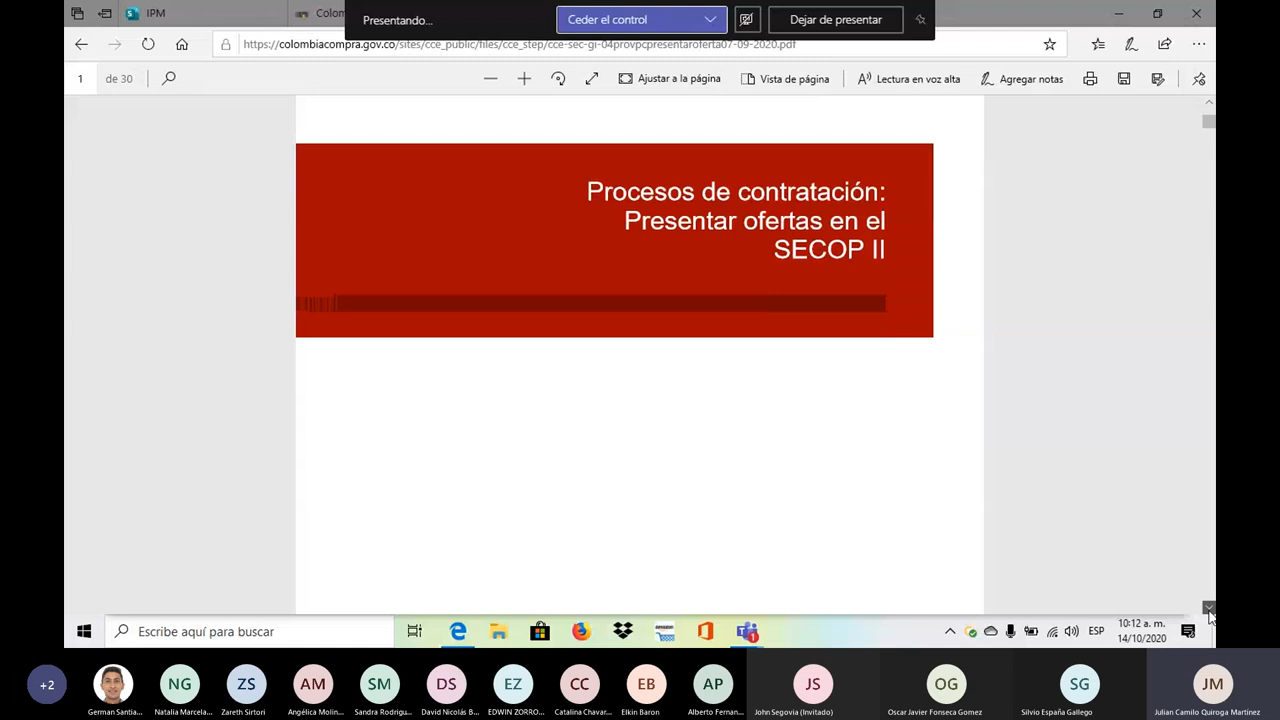 IPM
Colom
Presentando...
Ceder el control
Dejar de presentar
https://colombiacompra.gov.co/sites/cce_public/files/cce_step/cce-sec-gi-04provpcpresentaroferta07-09-2020.pdf
1 de 30
Ajustar a la página
Vista de página
Lectura en voz alta
Agregar notas
Procesos de contratación:
Presentar ofertas en el
SECOP II
Escribe aquí para buscar
ESP
10:12 a. m.
14/10/2020
+2
NG
ZS
AM
SM
DS
EZ
CC
EB
AP
JS
OG
SG
JM
German Santia...
Natalia Marcela...
Zareth Sirtori
Angélica Molin...
Sandra Rodrigu...
David Nicolás B...
EDWIN ZORRO...
Catalina Chavar...
Elkin Baron
Alberto Fernan...
John Segovia (Invitado)
Oscar Javier Fonseca Gomez
Silvio España Gallego
Julian Camilo Quiroga Martínez